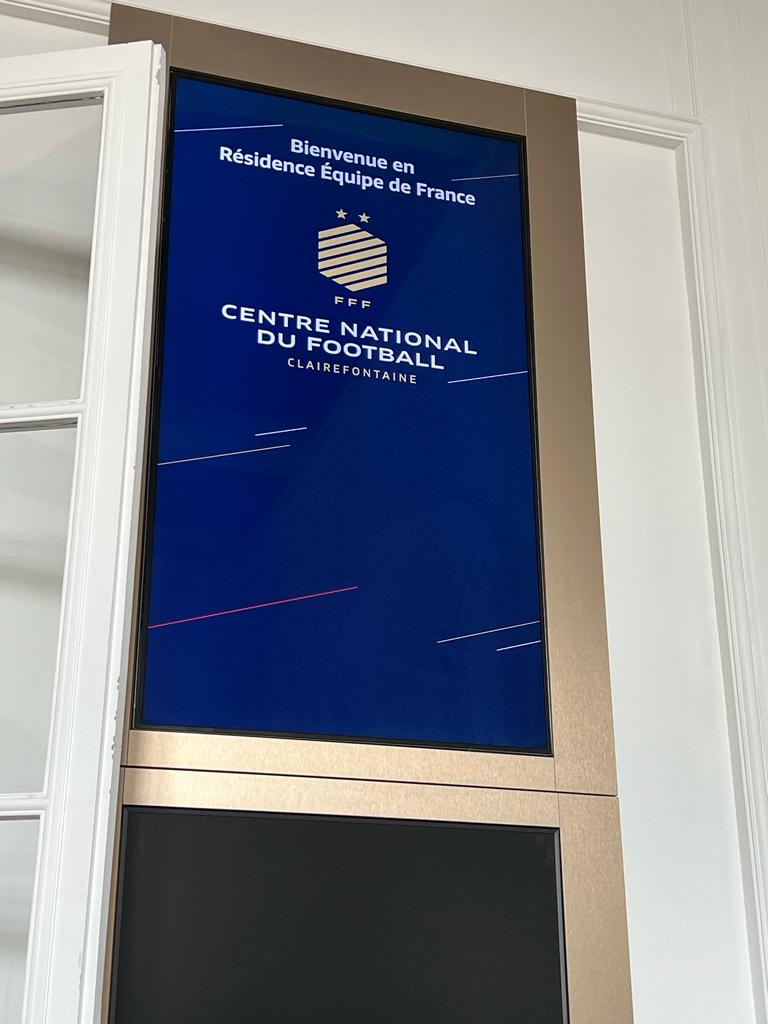 Bienvenue en
Résidence Équipe de France
FFF
CENTRE NATIONAL
DU FOOTBALL
CLAIREFONTAINE